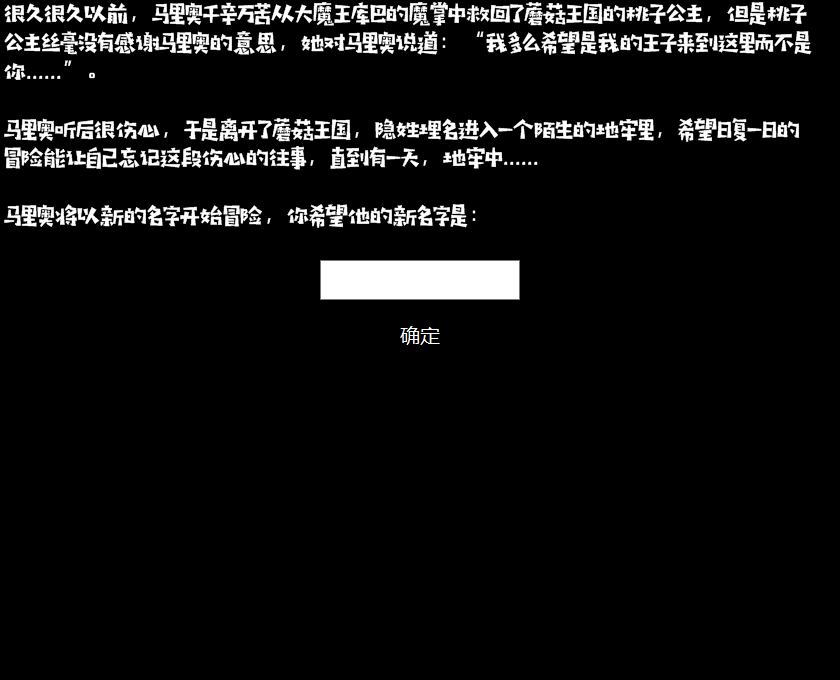 很久很久以前，马里奥千辛万苦从大魔王库巴的魔掌中救回了蘑菇王国的桃子公主，但是桃子
公主丝毫没有感谢马里奥的意思，她对马里奥说道：“我多么希望是我的王子来到这里而不是
你……”。
马里奥听后很伤心，于是离开了蘑菇王国，隐姓埋名进入一个陌生的地牢里，希望日复一日的
冒险能让自己忘记这段伤心的往事，直到有一天，地牢中……
马里奥将以新的名字开始冒险，你希望他的新名字是：
确定